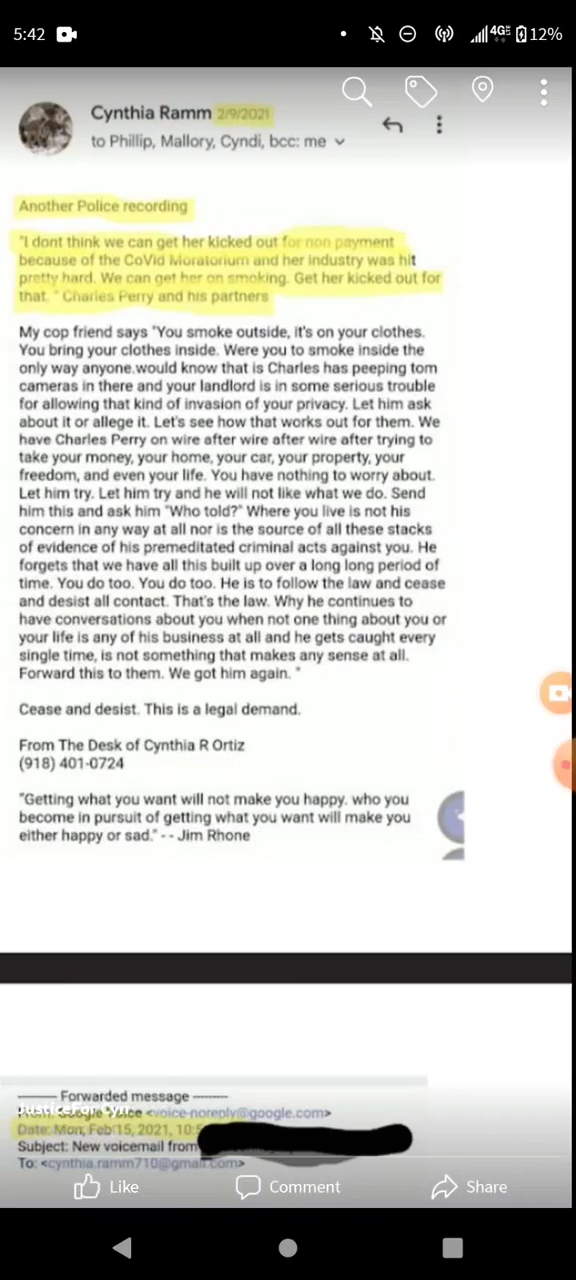 5:42
4G 12%
Cynthia Ramm 2/9/2021
to Phillip, Mallory, Cyndi, bcc: me
Another Police recording
"I dont think we can get her kicked out for non payment
because of the CoVid Moratorium and her industry was hit
pretty hard. We can get her on smoking. Get her kicked out for
that. " Charles Perry and his partners
My cop friend says "You smoke outside, it's on your clothes.
You bring your clothes inside. Were you to smoke inside the
only way anyone.would know that is Charles has peeping tom
cameras in there and your landlord is in some serious trouble
for allowing that kind of invasion of your privacy. Let him ask
about it or allege it. Let's see how that works out for them. We
have Charles Perry on wire after wire after wire after trying to
take your money, your home, your car, your property, your
freedom, and even your life. You have nothing to worry about.
Let him try. Let him try and he will not like what we do. Send
him this and ask him "Who told?" Where you live is not his
concern in any way at all nor is the source of all these stacks
of evidence of his premeditated criminal acts against you. He
forgets that we have all this built up over a long long period of
time. You do too. You do too. He is to follow the law and cease
and desist all contact. That's the law. Why he continues to
have conversations about you when not one thing about you or
your life is any of his business at all and he gets caught every
single time, is not something that makes any sense at all.
Forward this to them. We got him again. "
Cease and desist. This is a legal demand.
From The Desk of Cynthia R Ortiz
(918) 401-0724
"Getting what you want will not make you happy. who you
become in pursuit of getting what you want will make you
either happy or sad." - - Jim Rhone
---------- Forwarded message ---------
From: Google Voice <voice-noreply@google.com>
JusticeFor Cyn
Date: Mon, Feb 15, 2021, 10:5
Subject: New voicemail from
To: <cynthia.ramm710@gmail.com>
Like Comment Share